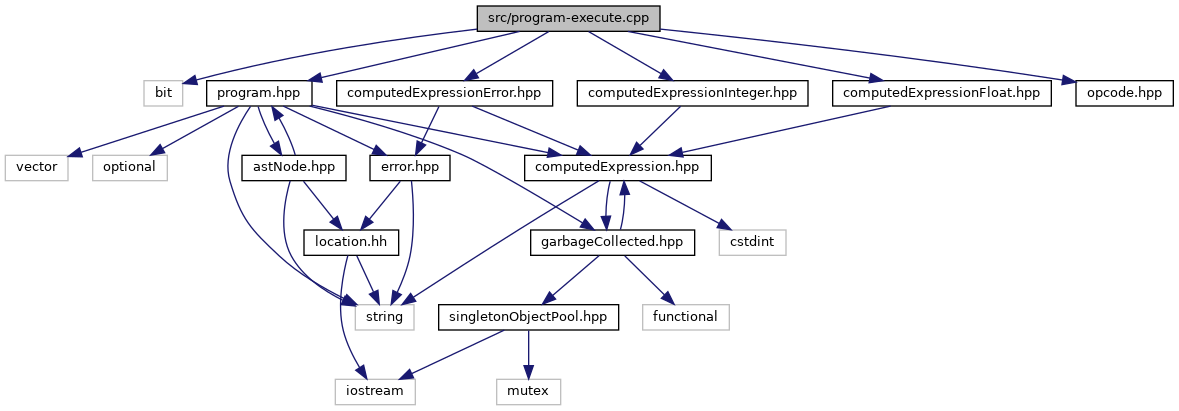 src/program-execute.cpp
bit
program.hpp
computedExpressionError.hpp
computedExpressionInteger.hpp
computedExpressionFloat.hpp
opcode.hpp
vector
optional
astNode.hpp
error.hpp
computedExpression.hpp
location.hh
garbageCollected.hpp
cstdint
string
singletonObjectPool.hpp
functional
iostream
mutex